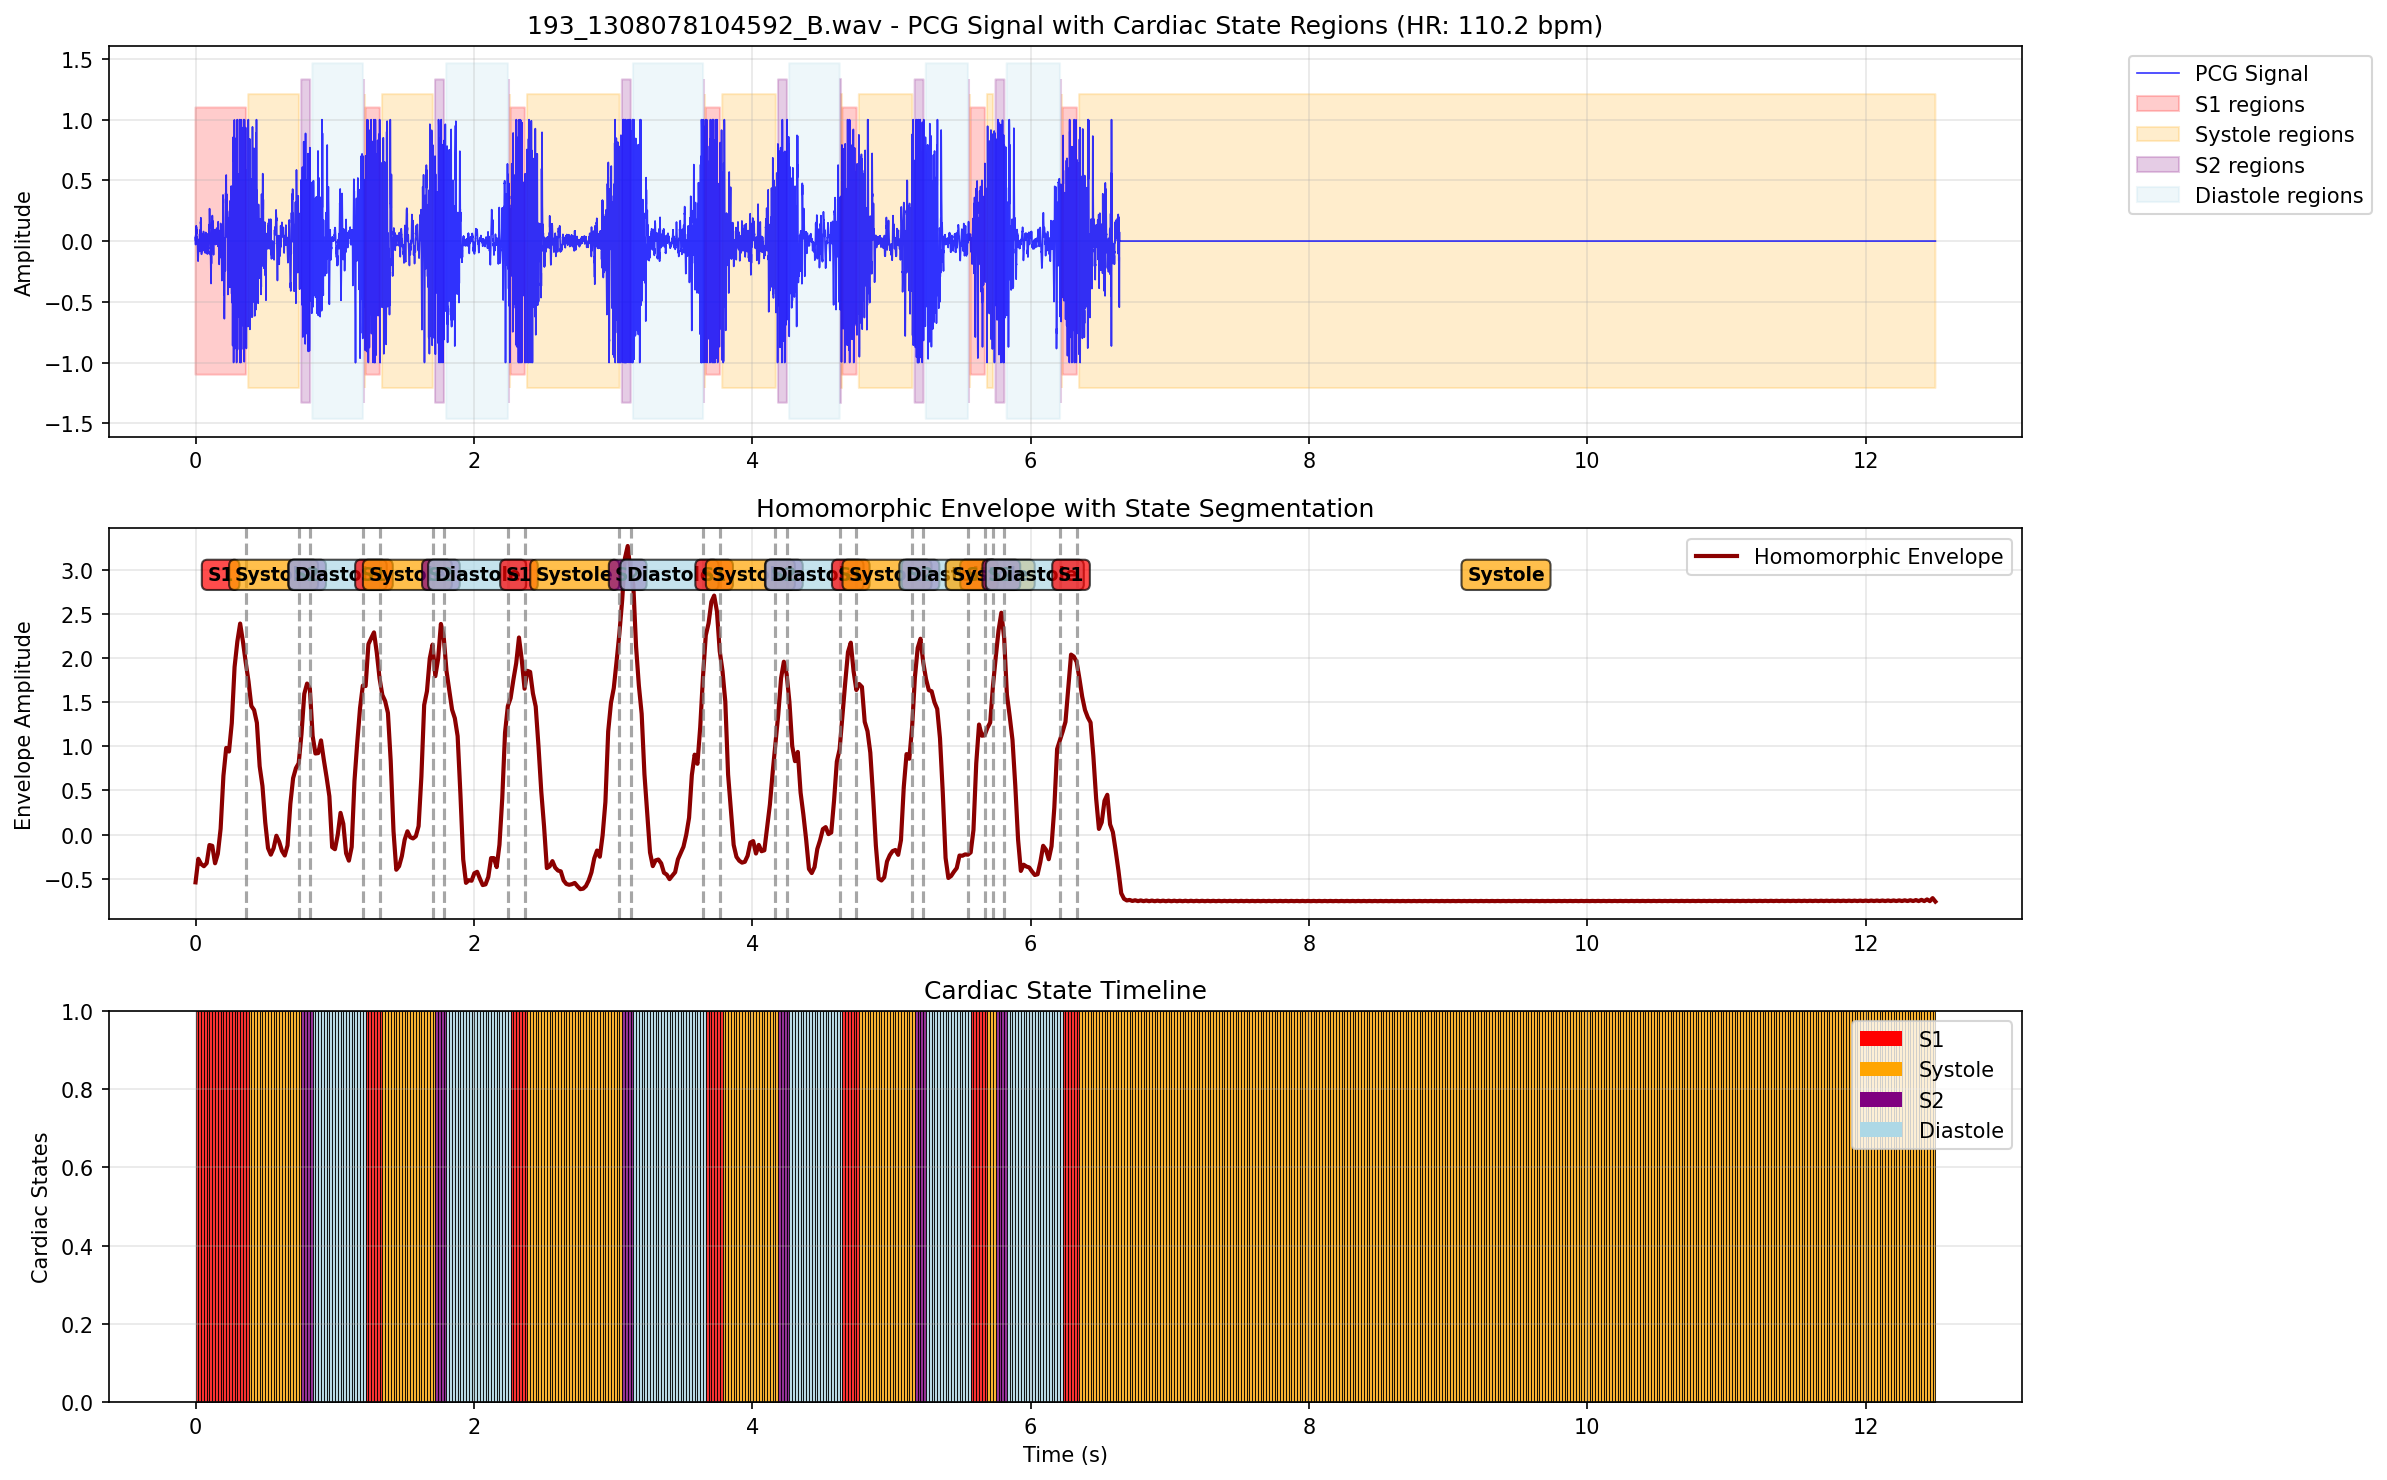 193_1308078104592_B.wav - PCG Signal with Cardiac State Regions (HR: 110.2 bpm)
Amplitude
1.5
1.0
0.5
0.0
−0.5
−1.0
−1.5
0 2 4 6 8 10 12
PCG Signal
S1 regions
Systole regions
S2 regions
Diastole regions
Homomorphic Envelope with State Segmentation
Envelope Amplitude
3.0
2.5
2.0
1.5
1.0
0.5
0.0
−0.5
S1 Systo Diasto Systo Diastole S1 Systole Diastol Systo Diasto Systo Dias Sys Diastole S1 Systole
Homomorphic Envelope
0 2 4 6 8 10 12
Cardiac State Timeline
Cardiac States
1.0
0.8
0.6
0.4
0.2
0.0
S1
Systole
S2
Diastole
0 2 4 6 8 10 12
Time (s)